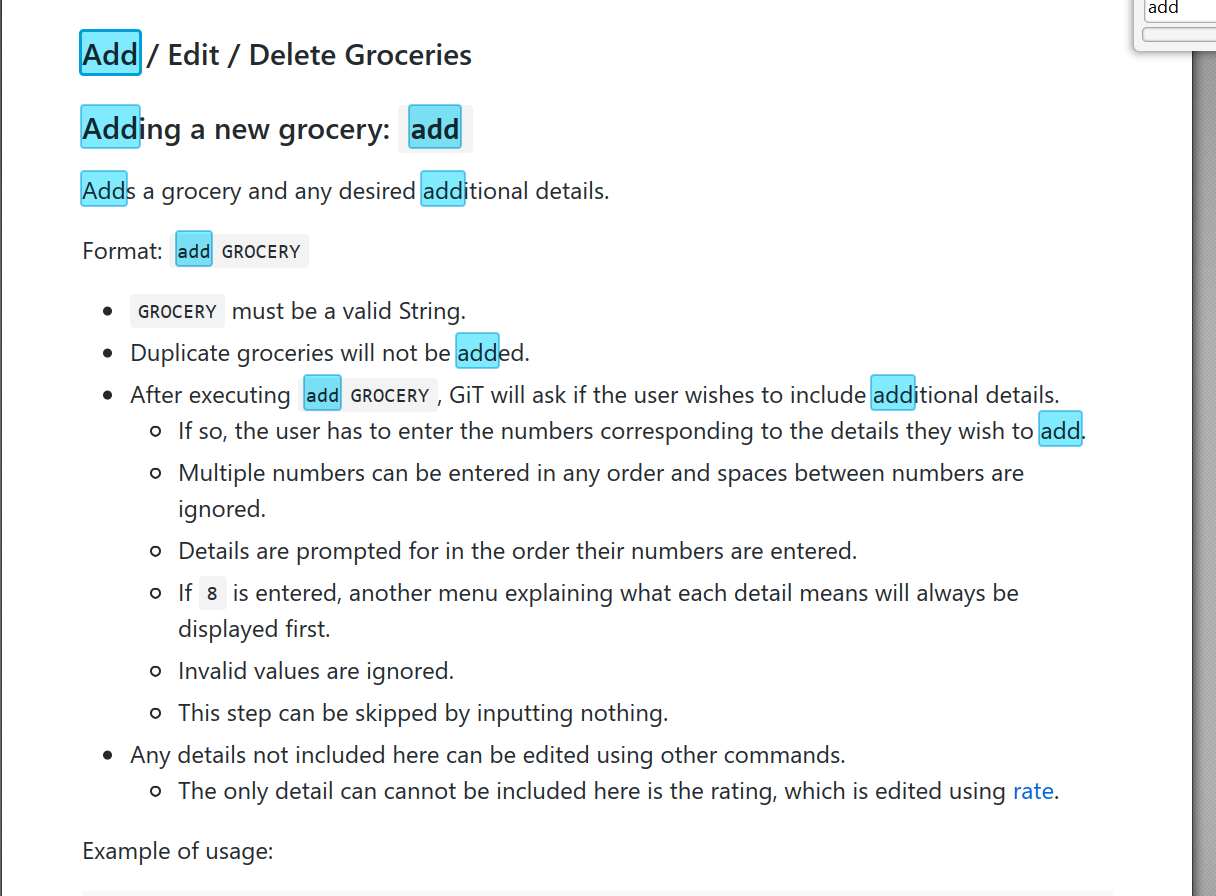 add
Add / Edit / Delete Groceries
Adding a new grocery: add
Adds a grocery and any desired additional details.
Format: add GROCERY
• GROCERY must be a valid String.
• Duplicate groceries will not be added.
• After executing add GROCERY, GiT will ask if the user wishes to include additional details.
○ If so, the user has to enter the numbers corresponding to the details they wish to add.
○ Multiple numbers can be entered in any order and spaces between numbers are
ignored.
○ Details are prompted for in the order their numbers are entered.
○ If 8 is entered, another menu explaining what each detail means will always be
displayed first.
○ Invalid values are ignored.
○ This step can be skipped by inputting nothing.
• Any details not included here can be edited using other commands.
○ The only detail can cannot be included here is the rating, which is edited using rate.
Example of usage: